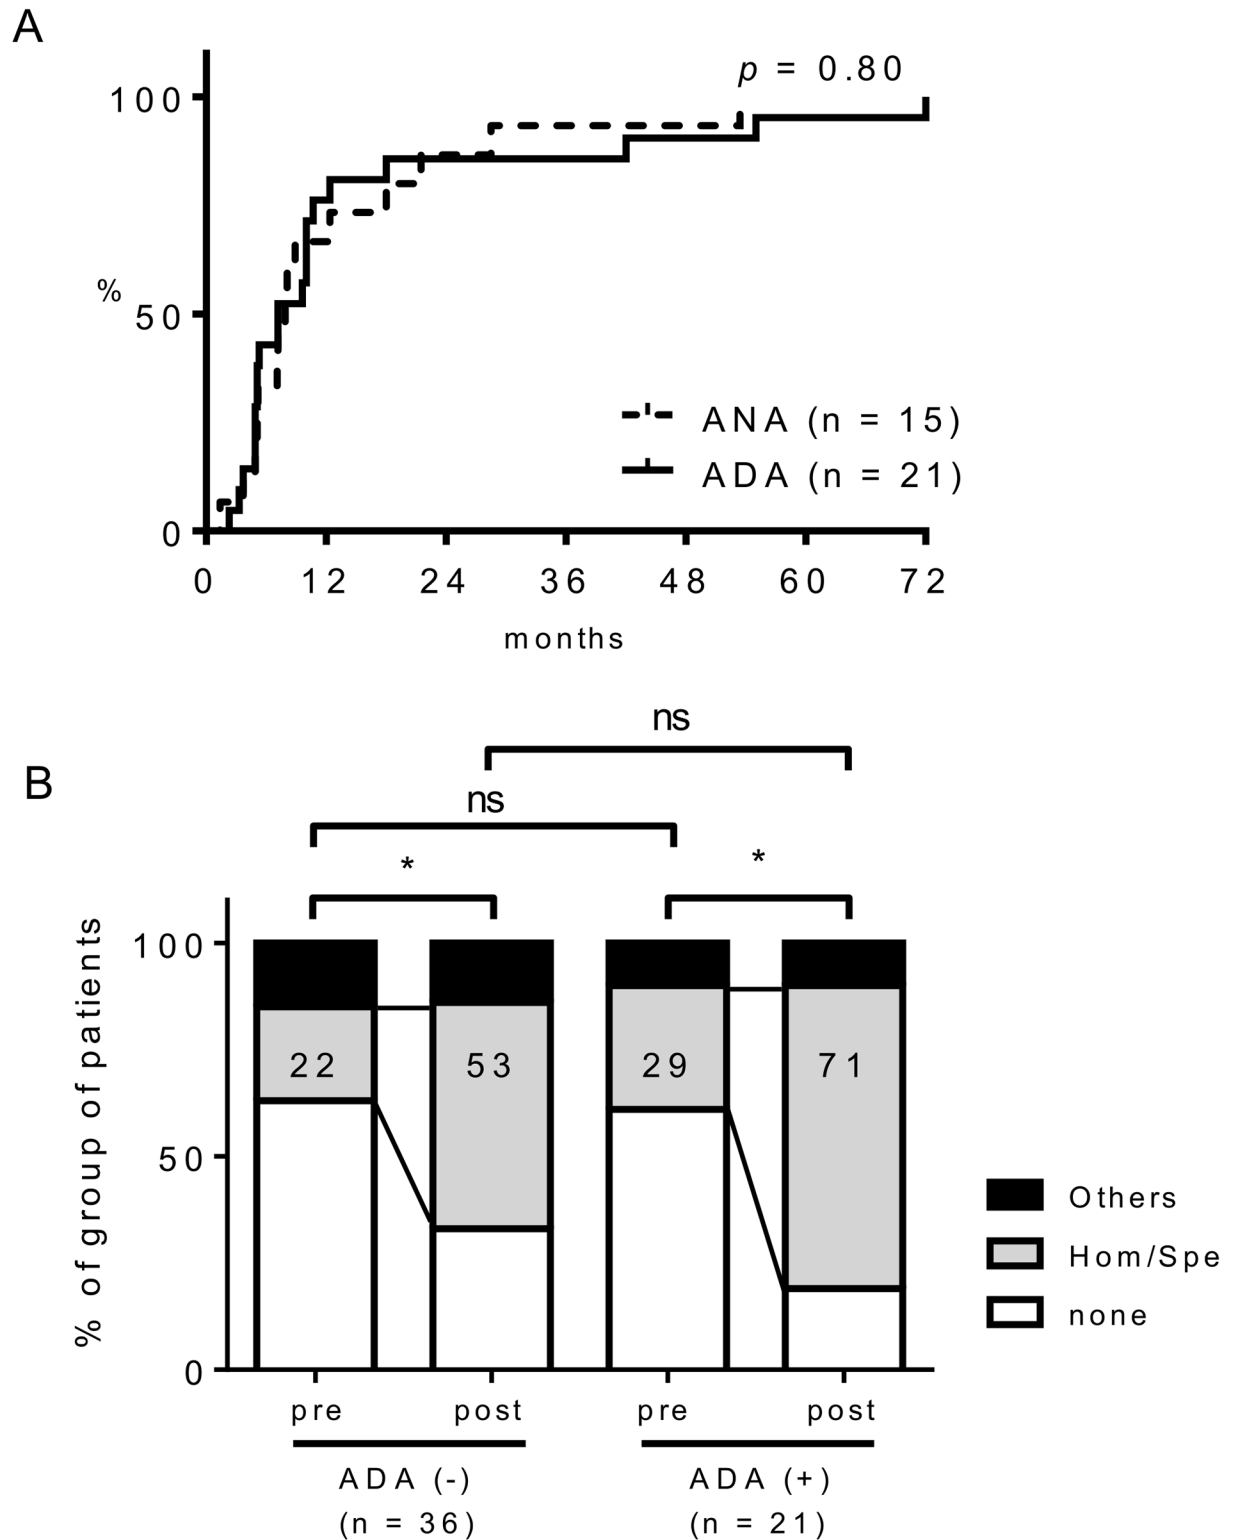 A
p = 0.80
100
%
50
0
ANA (n = 15)
ADA (n = 21)
0 12 24 36 48 60 72
months
ns
B
ns
* *
% of group of patients
100
50
0
22 53 29 71
Others
Hom/Spe
none
pre post pre post
ADA (-) ADA (+)
(n = 36) (n = 21)